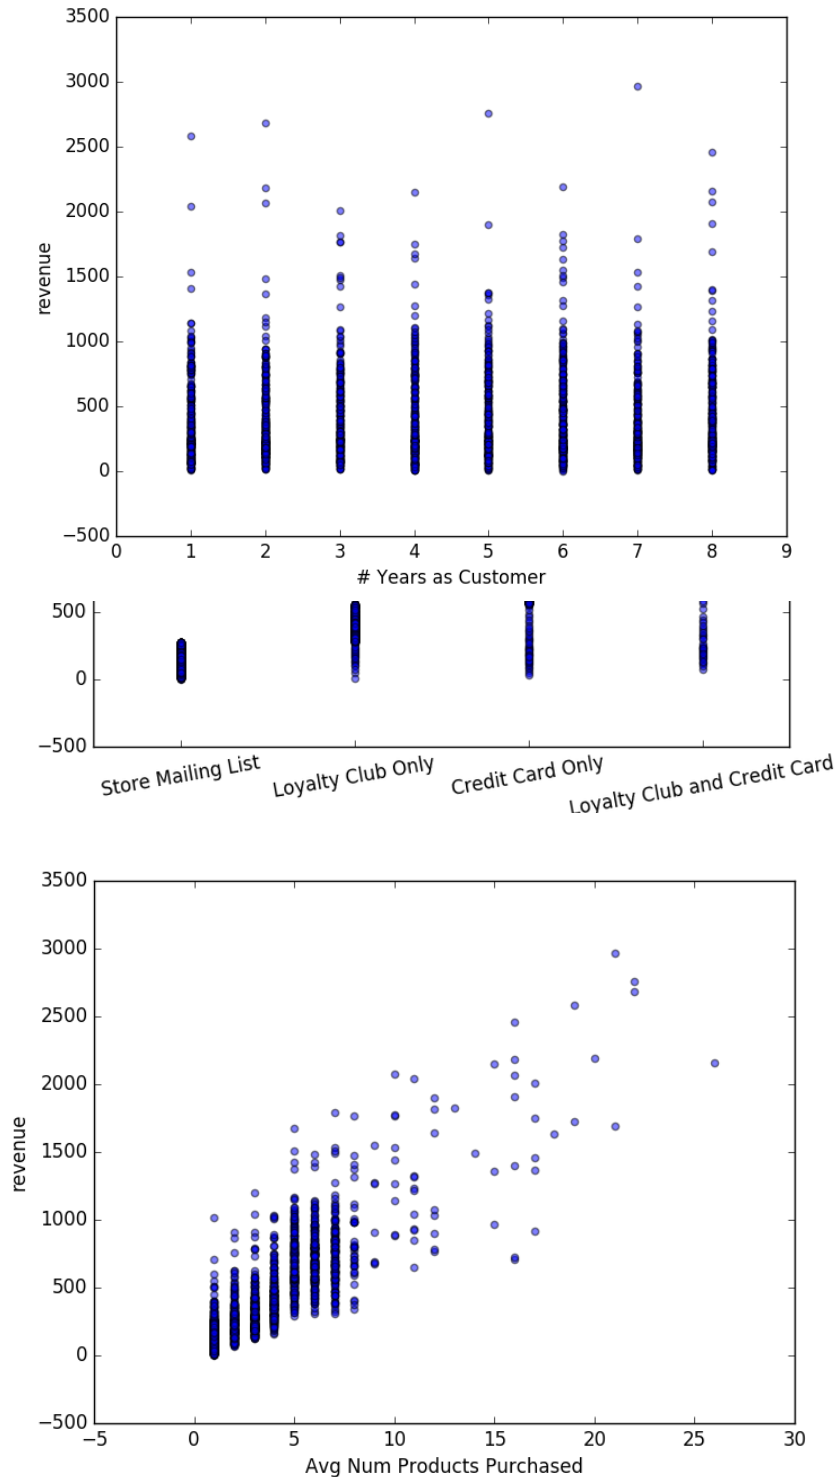 3500
3000
2500
2000
1500
1000
500
0
−500
revenue
0 1 2 3 4 5 6 7 8 9
# Years as Customer
500
0
−500
Store Mailing List
Loyalty Club Only
Credit Card Only
Loyalty Club and Credit Card
3500
3000
2500
2000
1500
1000
500
0
−500
revenue
−5 0 5 10 15 20 25 30
Avg Num Products Purchased